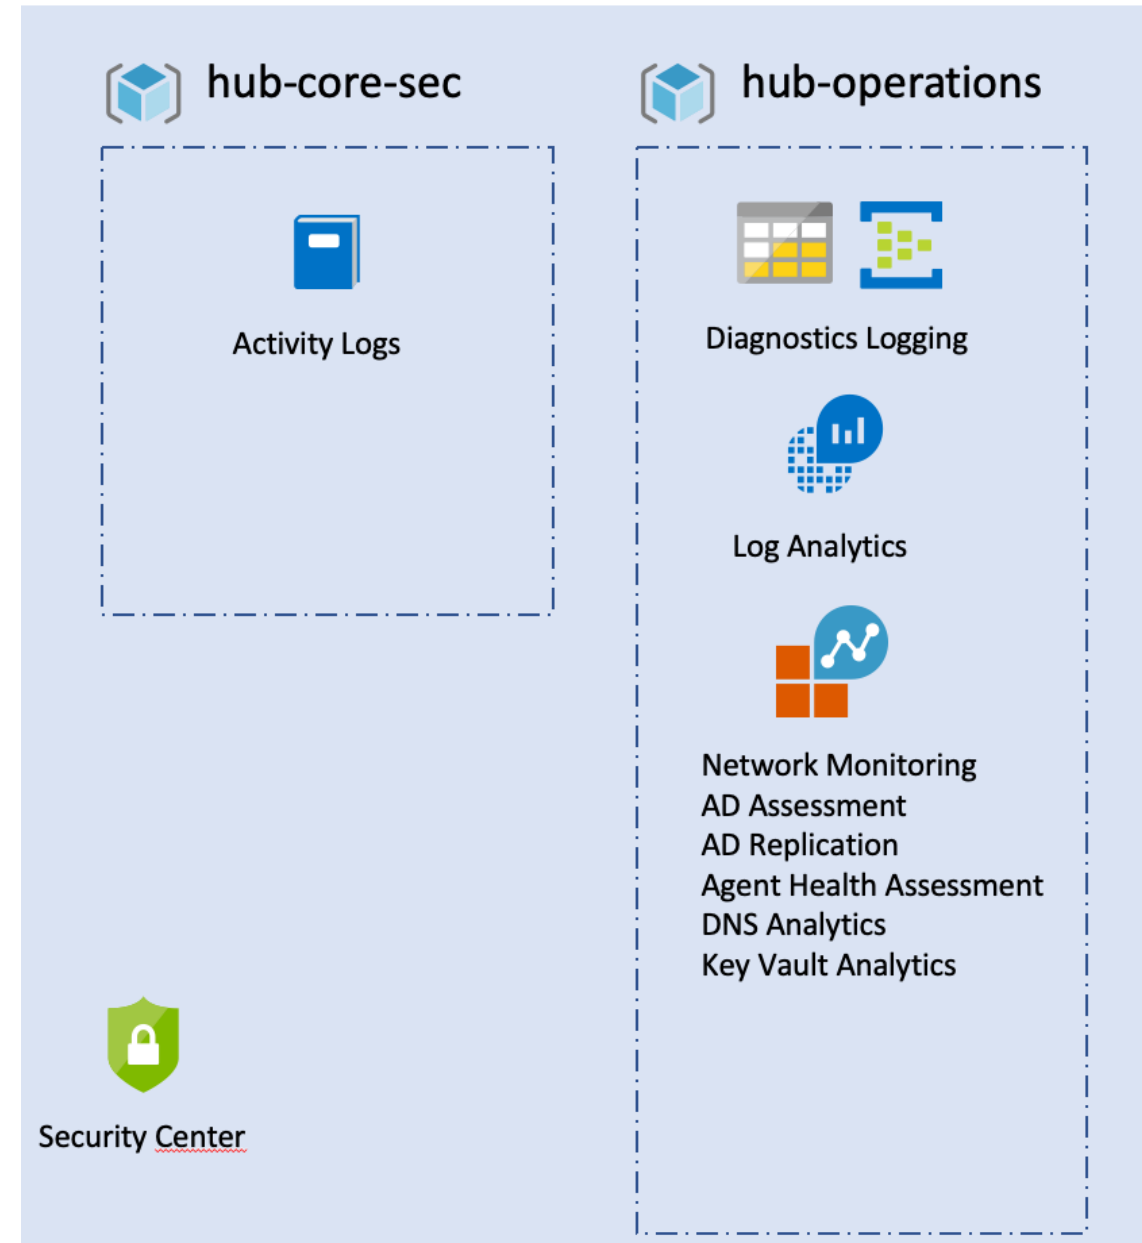 hub-core-sec
Activity Logs
hub-operations
Diagnostics Logging
Log Analytics
Network Monitoring
AD Assessment
AD Replication
Agent Health Assessment
DNS Analytics
Key Vault Analytics
Security Center